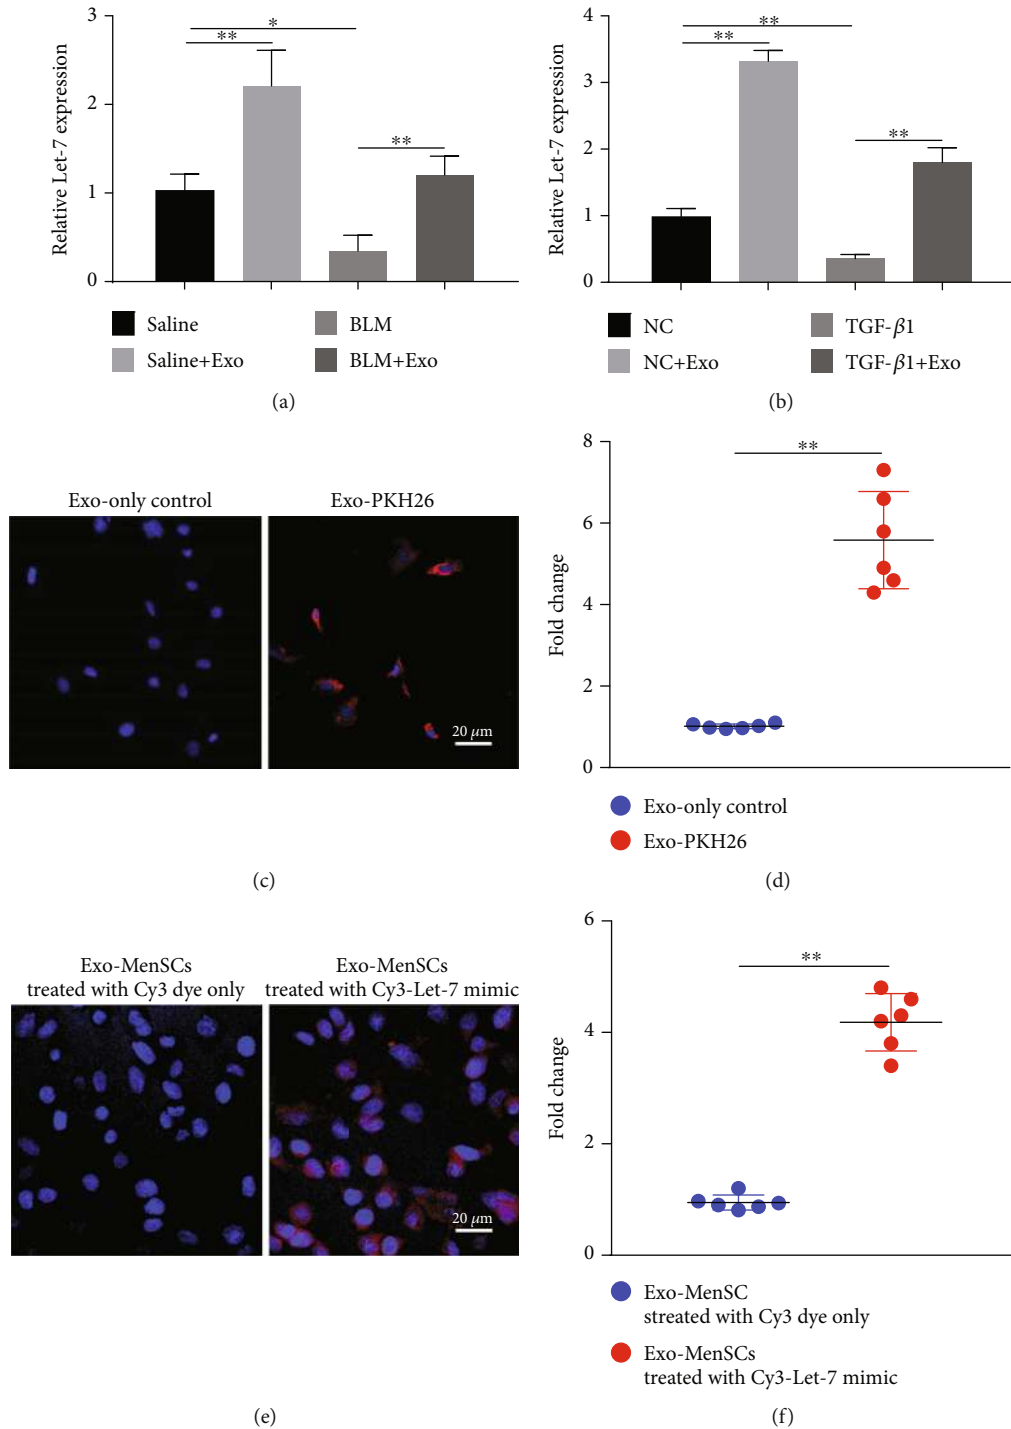 3
2
1
0
Relative Let-7 expression
*
**
**
Saline
BLM
Saline+Exo
BLM+Exo
(a)
4
3
2
1
0
Relative Let-7 expression
**
**
**
NC
TGF-β1
NC+Exo
TGF-β1+Exo
(b)
Exo-only control
Exo-PKH26
20 μm
(c)
8
6
4
2
0
Fold change
**
Exo-only control
Exo-PKH26
(d)
Exo-MenSCs
treated with Cy3 dye only
Exo-MenSCs
treated with Cy3-Let-7 mimic
20 μm
(e)
6
4
2
0
Fold change
**
Exo-MenSC
streated with Cy3 dye only
Exo-MenSCs
treated with Cy3-Let-7 mimic
(f)